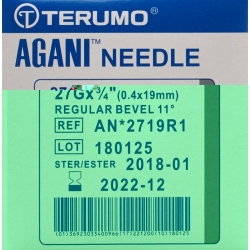 TERUMO
AGANI™ NEEDLE
27Gx¾"(0.4x19mm)
REGULAR BEVEL 11°
REF AN*2719R1
LOT 180125
STER/ESTER 2018-01
2022-12